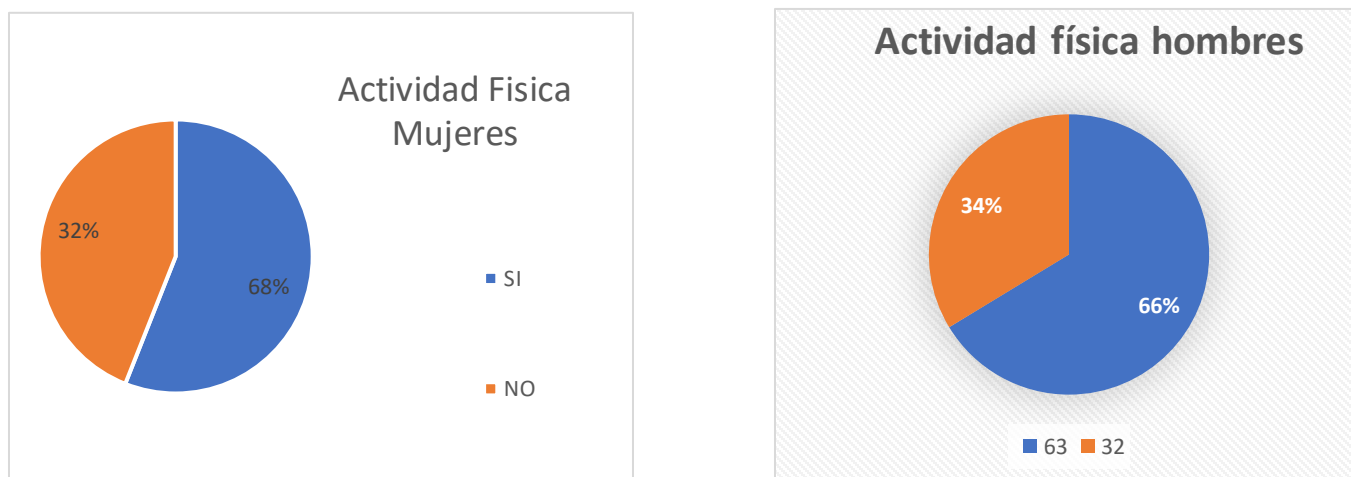 Actividad Fisica
Mujeres
32%
68%
SI
NO
Actividad física hombres
34%
66%
63 32